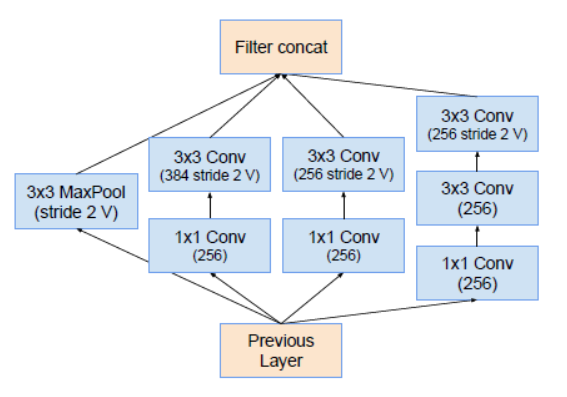 Filter concat
3x3 MaxPool
(stride 2 V)
3x3 Conv
(384 stride 2 V)
1x1 Conv
(256)
3x3 Conv
(256 stride 2 V)
1x1 Conv
(256)
3x3 Conv
(256 stride 2 V)
3x3 Conv
(256)
1x1 Conv
(256)
Previous
Layer